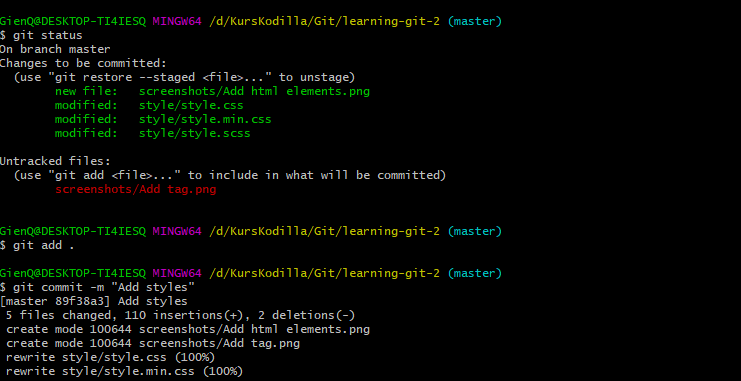 GienQ@DESKTOP-TI4IESQ MINGW64 /d/KursKodilla/Git/learning-git-2 (master)
$ git status
On branch master
Changes to be committed:
  (use "git restore --staged <file>..." to unstage)
        new file:   screenshots/Add html elements.png
        modified:   style/style.css
        modified:   style/style.min.css
        modified:   style/style.scss

Untracked files:
  (use "git add <file>..." to include in what will be committed)
        screenshots/Add tag.png

GienQ@DESKTOP-TI4IESQ MINGW64 /d/KursKodilla/Git/learning-git-2 (master)
$ git add .

GienQ@DESKTOP-TI4IESQ MINGW64 /d/KursKodilla/Git/learning-git-2 (master)
$ git commit -m "Add styles"
[master 89f38a3] Add styles
 5 files changed, 110 insertions(+), 2 deletions(-)
 create mode 100644 screenshots/Add html elements.png
 create mode 100644 screenshots/Add tag.png
 rewrite style/style.css (100%)
 rewrite style/style.min.css (100%)